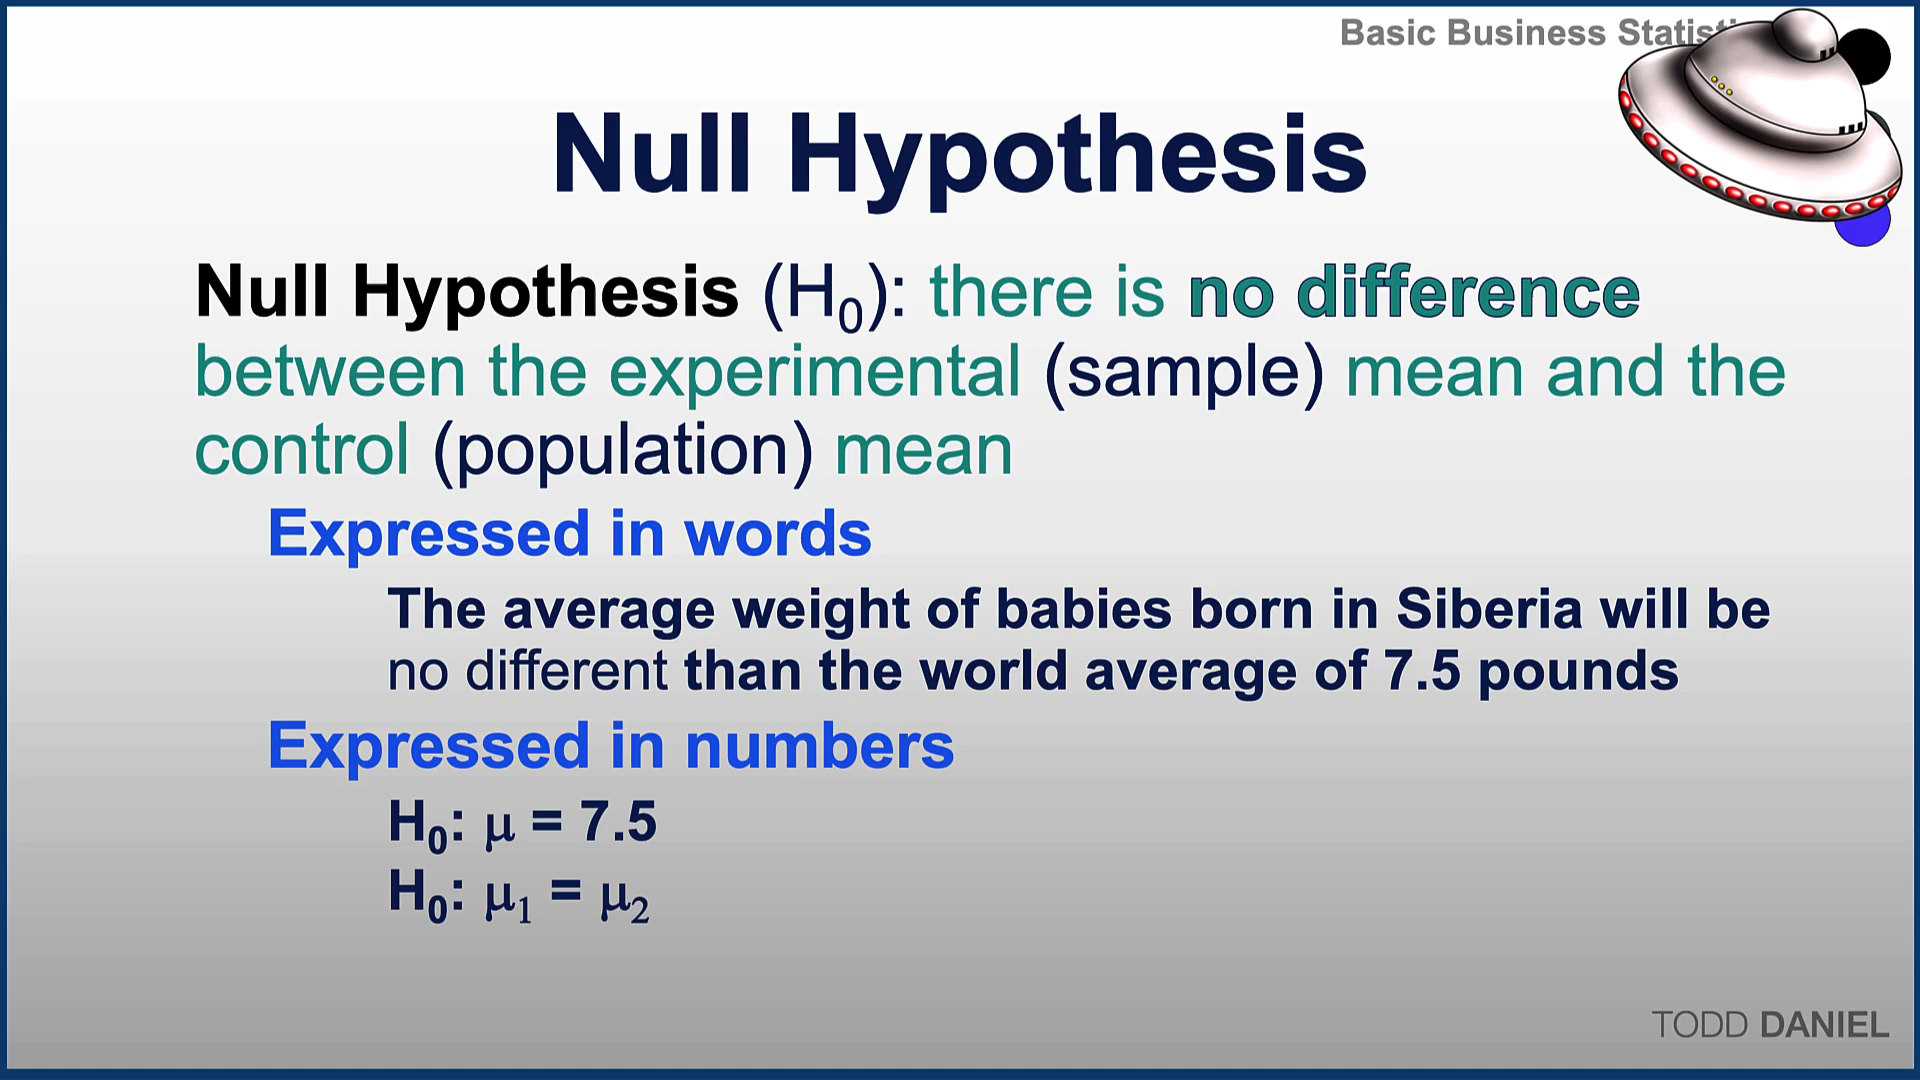 Basic Business
Null Hypothesis
Null Hypothesis (H₀): there is no difference
between the experimental (sample) mean and the
control (population) mean
Expressed in words
The average weight of babies born in Siberia will be
no different than the world average of 7.5 pounds
Expressed in numbers
H₀: μ = 7.5
H₀: μ₁ = μ₂
TODD DANIEL